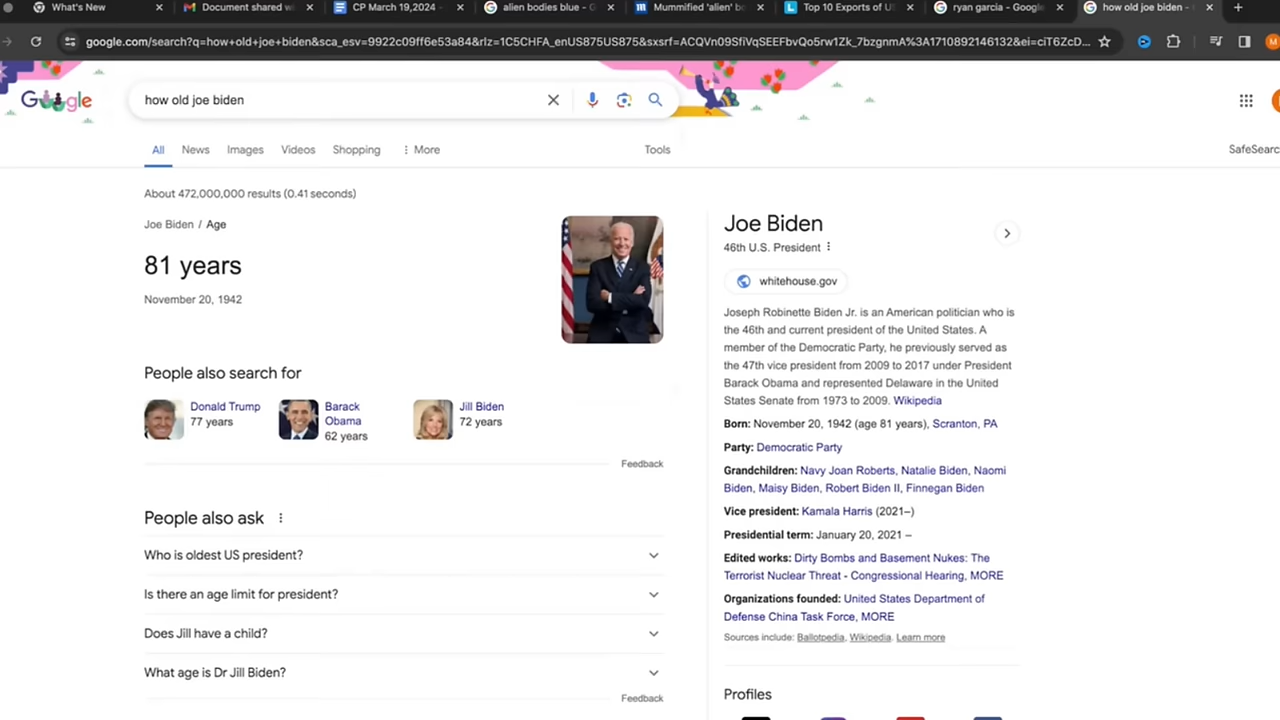 What's New
Document shared wi
CP March 19,2024 -
alien bodies blue - G
Mummified 'alien' b
Top 10 Exports of U
ryan garcia - Google
how old joe biden -
google.com/search?q=how+old+joe+biden&sca_esv=9922c09ff6e53a84&rlz=1C5CHFA_enUS875US875&sxsrf=ACQVn09SfiVqSEEFbvQo5rw1Zk_7bzgnmA%3A1710892146132&ei=ciT6ZcD...
Google
how old joe biden
All
News
Images
Videos
Shopping
More
Tools
SafeSearc
About 472,000,000 results (0.41 seconds)
Joe Biden / Age
81 years
November 20, 1942
People also search for
Donald Trump
77 years
Barack
Obama
62 years
Jill Biden
72 years
Feedback
People also ask
Who is oldest US president?
Is there an age limit for president?
Does Jill have a child?
What age is Dr Jill Biden?
Feedback
Joe Biden
46th U.S. President
whitehouse.gov
Joseph Robinette Biden Jr. is an American politician who is
the 46th and current president of the United States. A
member of the Democratic Party, he previously served as
the 47th vice president from 2009 to 2017 under President
Barack Obama and represented Delaware in the United
States Senate from 1973 to 2009. Wikipedia
Born: November 20, 1942 (age 81 years), Scranton, PA
Party: Democratic Party
Grandchildren: Navy Joan Roberts, Natalie Biden, Naomi
Biden, Maisy Biden, Robert Biden II, Finnegan Biden
Vice president: Kamala Harris (2021–)
Presidential term: January 20, 2021 –
Edited works: Dirty Bombs and Basement Nukes: The
Terrorist Nuclear Threat - Congressional Hearing, MORE
Organizations founded: United States Department of
Defense China Task Force, MORE
Sources include: Ballotpedia, Wikipedia. Learn more
Profiles